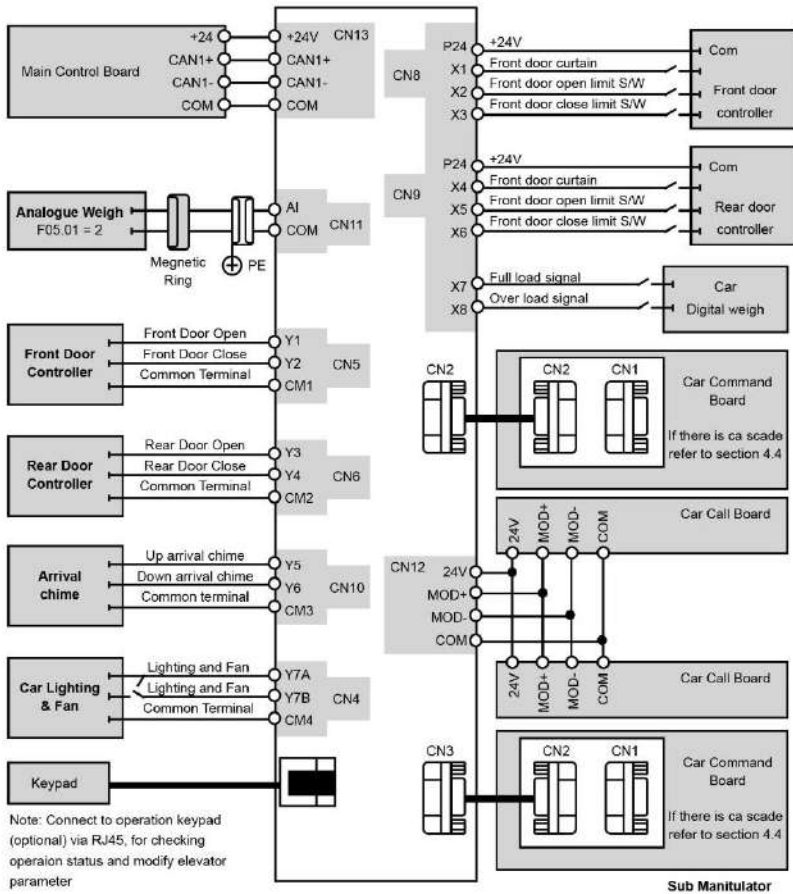 Main Control Board
+24
CAN1+
CAN1-
COM
+24V
CAN1+
CAN1-
COM
CN13
Analogue Weigh
F05.01 = 2
Megnetic
Ring
PE
AI
COM
CN11
Front Door
Controller
Front Door Open
Front Door Close
Common Terminal
Y1
Y2
CM1
CN5
Rear Door
Controller
Rear Door Open
Rear Door Close
Common Terminal
Y3
Y4
CM2
CN6
Arrival
chime
Up arrival chime
Down arrival chime
Common terminal
Y5
Y6
CM3
CN10
Car Lighting
& Fan
Lighting and Fan
Lighting and Fan
Common Terminal
Y7A
Y7B
CM4
CN4
Keypad
Note: Connect to operation keypad
(optional) via RJ45, for checking
operaion status and modify elevator
parameter
CN8
P24
X1
X2
X3
+24V
Front door curtain
Front door open limit S/W
Front door close limit S/W
Com
Front door
controller
CN9
P24
X4
X5
X6
+24V
Front door curtain
Front door open limit S/W
Front door close limit S/W
Com
Rear door
controller
X7
X8
Full load signal
Over load signal
Car
Digital weigh
CN2
CN2
CN1
Car Command
Board
If there is ca scade
refer to section 4.4
Car Call Board
24V
MOD+
MOD-
COM
CN12
24V
MOD+
MOD-
COM
24V
MOD+
MOD-
COM
Car Call Board
CN3
CN2
CN1
Car Command
Board
If there is ca scade
refer to section 4.4
Sub Manitulator